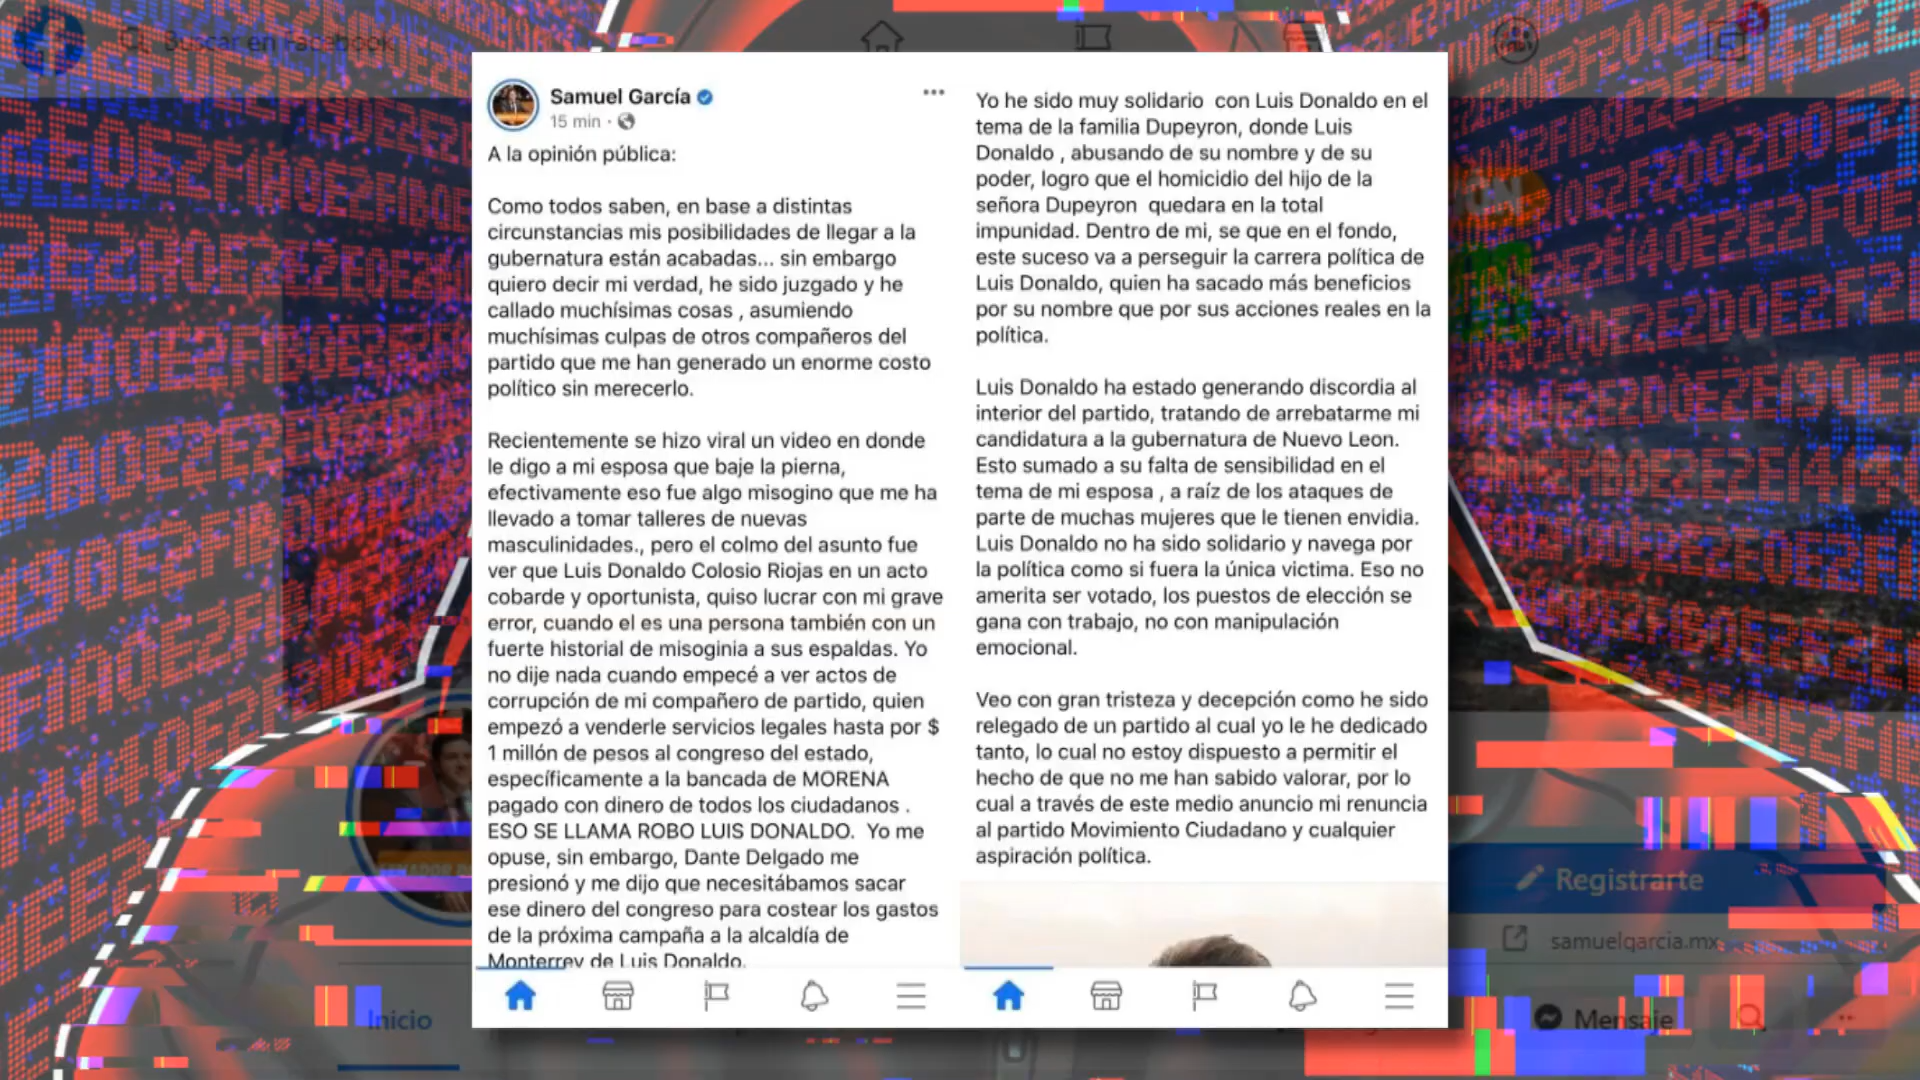 Buscar en Facebook
Samuel García
15 min
A la opinión pública:
Como todos saben, en base a distintas
circunstancias mis posibilidades de llegar a la
gubernatura están acabadas... sin embargo
quiero decir mi verdad, he sido juzgado y he
callado muchísimas cosas , asumiendo
muchísimas culpas de otros compañeros del
partido que me han generado un enorme costo
político sin merecerlo.
Recientemente se hizo viral un video en donde
le digo a mi esposa que baje la pierna,
efectivamente eso fue algo misogino que me ha
llevado a tomar talleres de nuevas
masculinidades., pero el colmo del asunto fue
ver que Luis Donaldo Colosio Riojas en un acto
cobarde y oportunista, quiso lucrar con mi grave
error, cuando el es una persona también con un
fuerte historial de misoginia a sus espaldas. Yo
no dije nada cuando empecé a ver actos de
corrupción de mi compañero de partido, quien
empezó a venderle servicios legales hasta por $
1 millón de pesos al congreso del estado,
específicamente a la bancada de MORENA
pagado con dinero de todos los ciudadanos .
ESO SE LLAMA ROBO LUIS DONALDO.  Yo me
opuse, sin embargo, Dante Delgado me
presionó y me dijo que necesitábamos sacar
ese dinero del congreso para costear los gastos
de la próxima campaña a la alcaldía de
Monterrey de Luis Donaldo.
Yo he sido muy solidario  con Luis Donaldo en el
tema de la familia Dupeyron, donde Luis
Donaldo , abusando de su nombre y de su
poder, logro que el homicidio del hijo de la
señora Dupeyron  quedara en la total
impunidad. Dentro de mi, se que en el fondo,
este suceso va a perseguir la carrera política de
Luis Donaldo, quien ha sacado más beneficios
por su nombre que por sus acciones reales en la
política.
Luis Donaldo ha estado generando discordia al
interior del partido, tratando de arrebatarme mi
candidatura a la gubernatura de Nuevo Leon.
Esto sumado a su falta de sensibilidad en el
tema de mi esposa , a raíz de los ataques de
parte de muchas mujeres que le tienen envidia.
Luis Donaldo no ha sido solidario y navega por
la política como si fuera la única victima. Eso no
amerita ser votado, los puestos de elección se
gana con trabajo, no con manipulación
emocional.
Veo con gran tristeza y decepción como he sido
relegado de un partido al cual yo le he dedicado
tanto, lo cual no estoy dispuesto a permitir el
hecho de que no me han sabido valorar, por lo
cual a través de este medio anuncio mi renuncia
al partido Movimiento Ciudadano y cualquier
aspiración política.
Registrarte
samuelgarcia.mx
Inicio
Mensaje